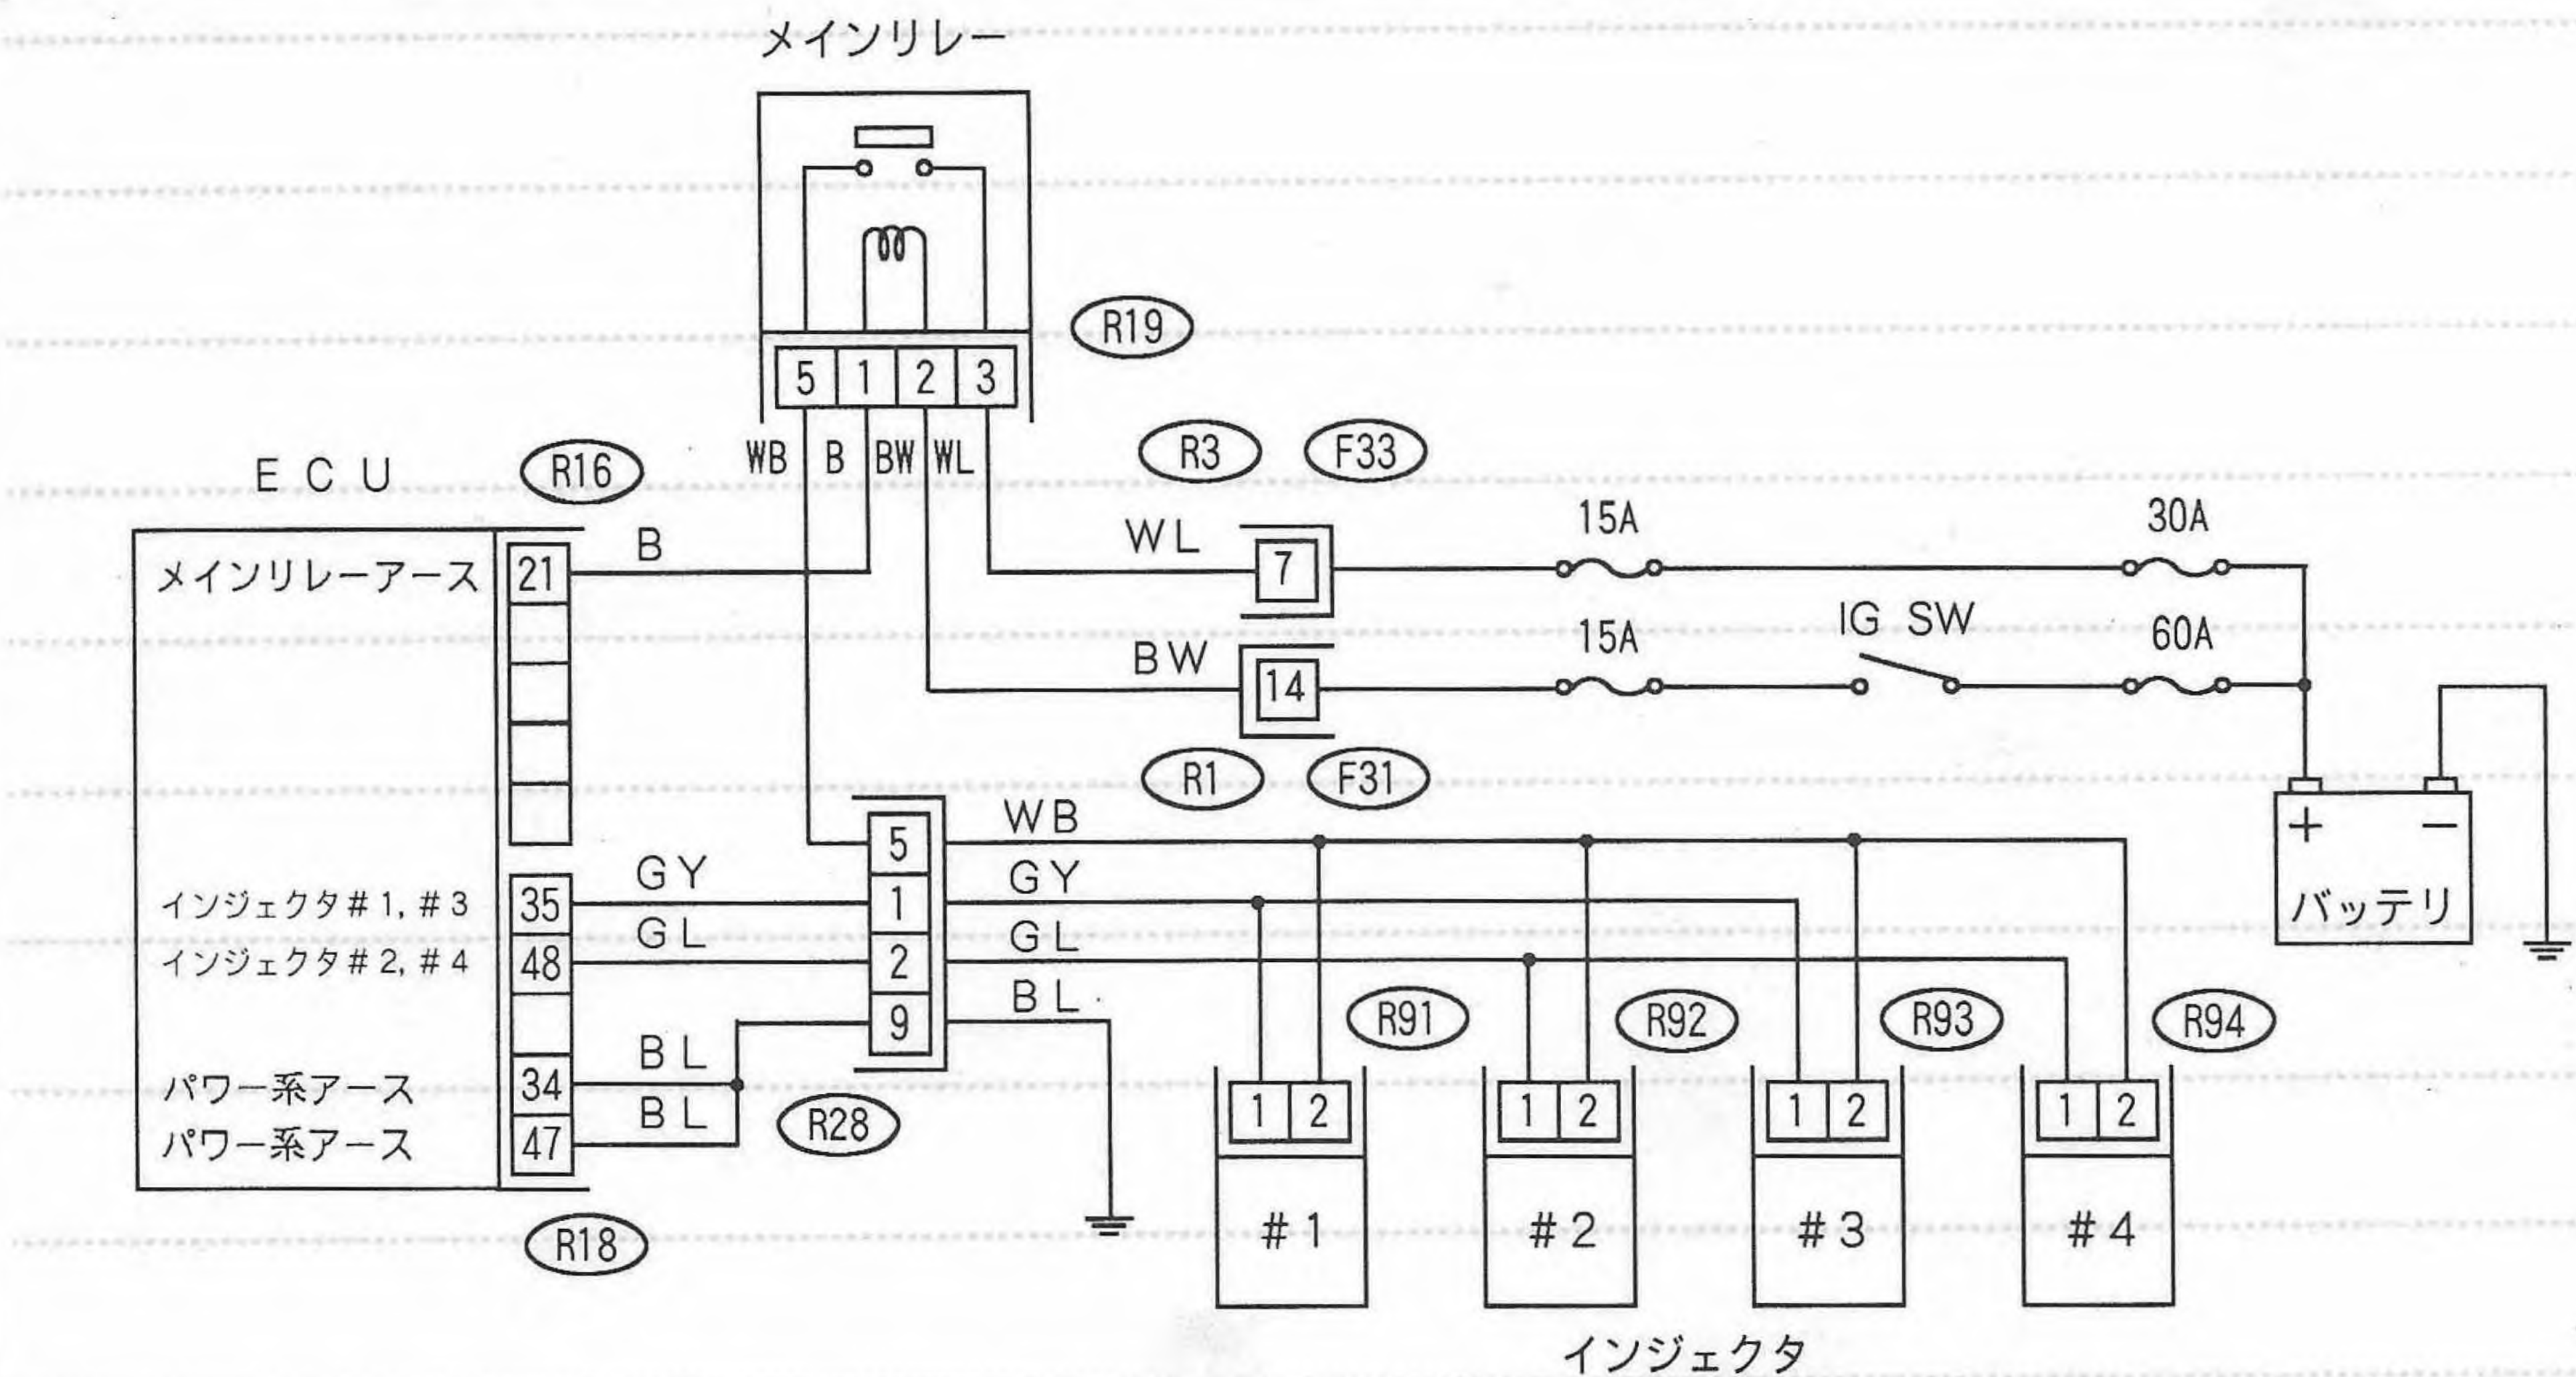 メインリレー
R19
5 1 2 3
WB B BW WL
R3 F33
ECU
R16
15A 30A
メインリレーアース 21 B
WL 7
15A IG SW 60A
BW 14
R1 F31
+ −
バッテリ
5 WB
インジェクタ#1,#3 35 GY 1 GY
インジェクタ#2,#4 48 GL 2 GL
9 BL
パワー系アース 34 BL
パワー系アース 47 BL
R28
R18
R91 R92 R93 R94
1 2 1 2 1 2 1 2
#1 #2 #3 #4
インジェクタ